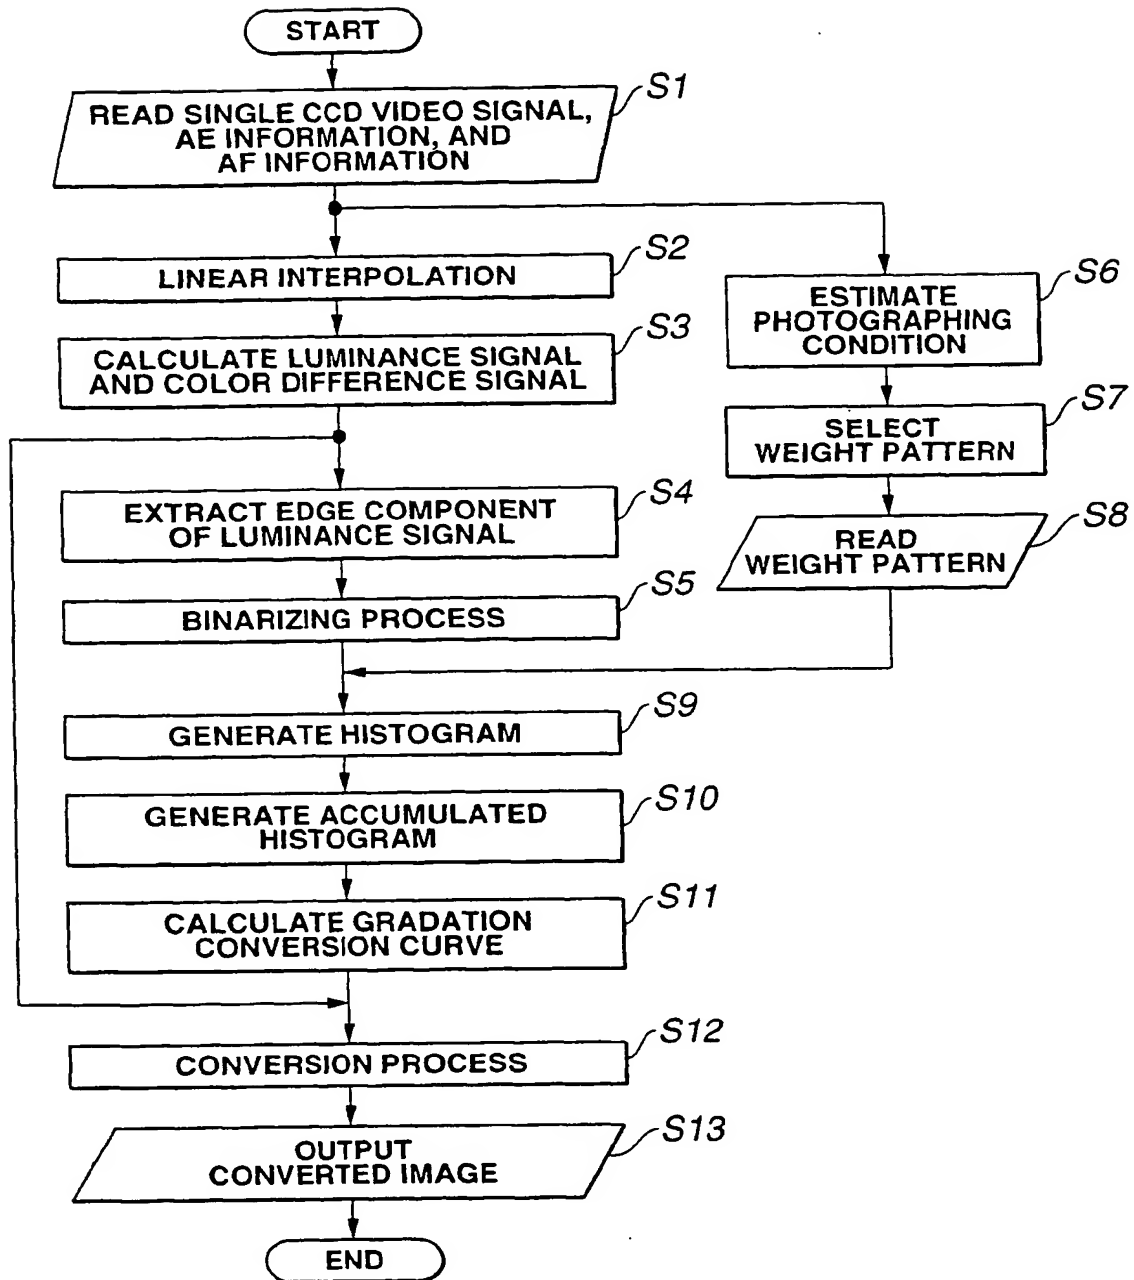 START
READ SINGLE CCD VIDEO SIGNAL,
AE INFORMATION, AND
AF INFORMATION
S1
LINEAR INTERPOLATION
S2
CALCULATE LUMINANCE SIGNAL
AND COLOR DIFFERENCE SIGNAL
S3
EXTRACT EDGE COMPONENT
OF LUMINANCE SIGNAL
S4
BINARIZING PROCESS
S5
ESTIMATE
PHOTOGRAPHING
CONDITION
S6
SELECT
WEIGHT PATTERN
S7
READ
WEIGHT PATTERN
S8
GENERATE HISTOGRAM
S9
GENERATE ACCUMULATED
HISTOGRAM
S10
CALCULATE GRADATION
CONVERSION CURVE
S11
CONVERSION PROCESS
S12
OUTPUT
CONVERTED IMAGE
S13
END